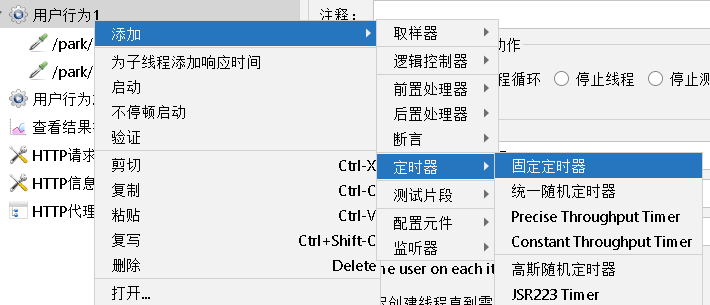 用户行为1
/park/
/park/
用户行为
查看结果
HTTP请求
HTTP信息
HTTP代理
添加
为子线程添加响应时间
启动
不停顿启动
验证
剪切 Ctrl-X
复制 Ctrl-C
粘贴 Ctrl-V
复写 Ctrl+Shift-C
删除 Delete
打开...
取样器
逻辑控制器
前置处理器
后置处理器
断言
定时器
测试片段
配置元件
监听器
固定定时器
统一随机定时器
Precise Throughput Timer
Constant Throughput Timer
高斯随机定时器
JSR223 Timer
注释：
动作
程循环 停止线程 停止测
he user on each it
创建线程直到需